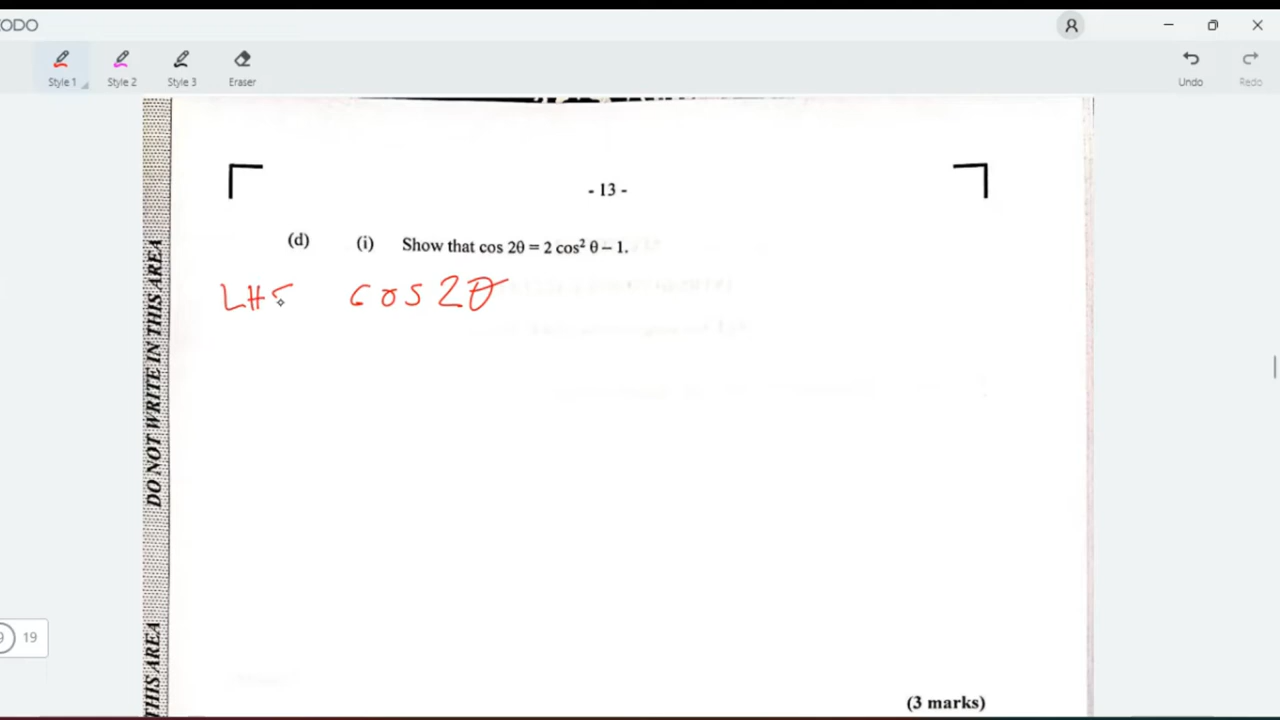 ODO
Style 1
Style 2
Style 3
Eraser
Undo
Redo
- 13 -
(d) (i) Show that cos 2θ = 2 cos² θ – 1.
LHS cos 2θ
DO NOT WRITE IN THIS AREA
THIS AREA
19
(3 marks)